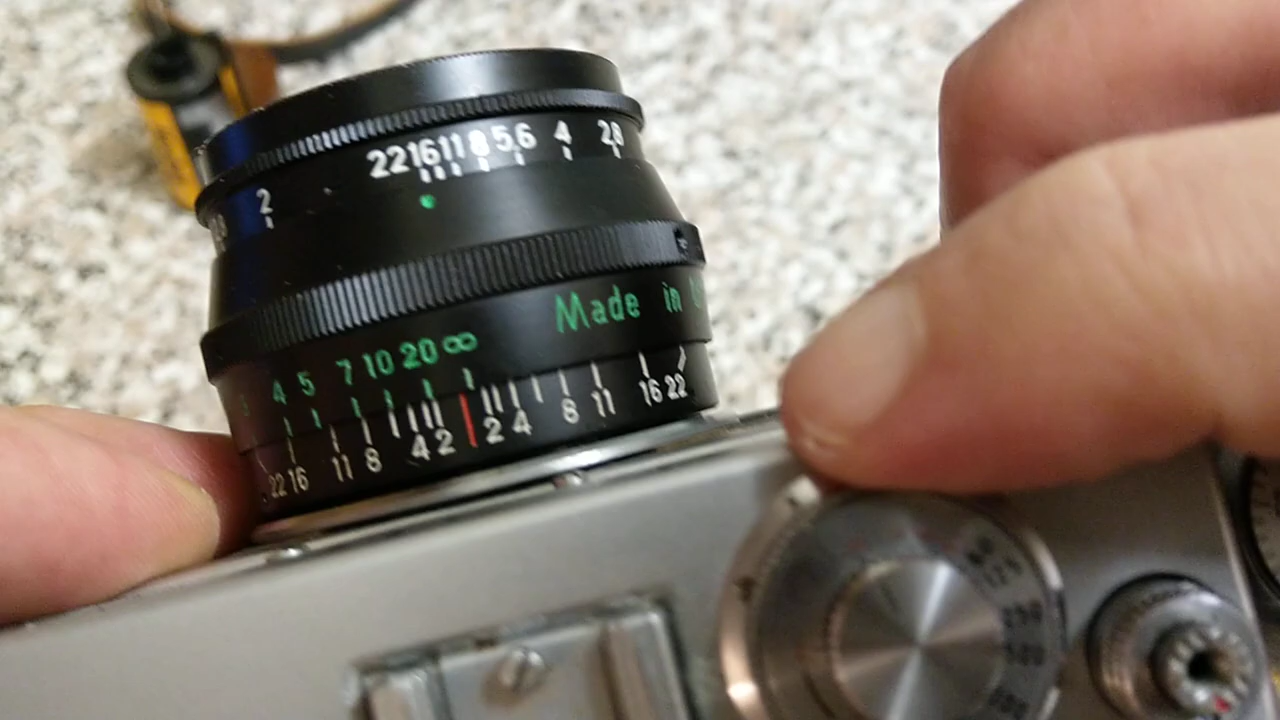 2 22 16 11 8 5,6 4 2,8
Made in
4 5 7 10 20 ∞
22 16 11 8 4 2 2 4 8 11 16 22